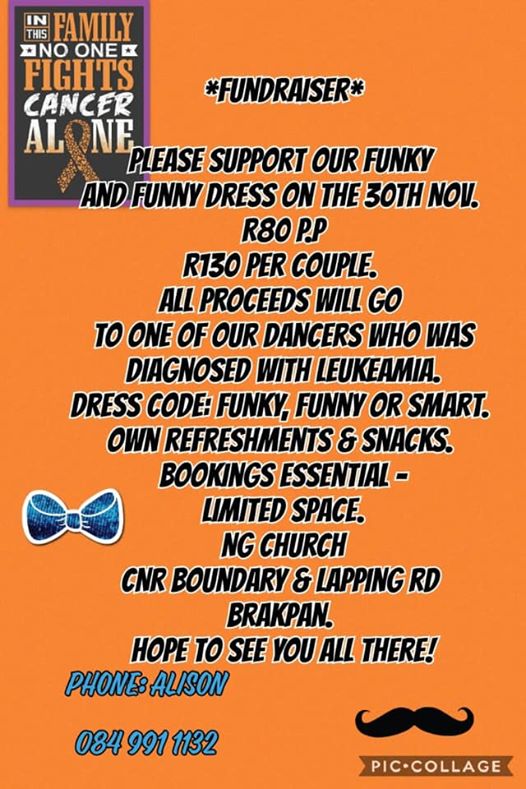 IN THIS FAMILY
NO ONE
FIGHTS
CANCER
ALONE
*FUNDRAISER*
PLEASE SUPPORT OUR FUNKY
AND FUNNY DRESS ON THE 30TH NOV.
R80 P.P
R130 PER COUPLE.
ALL PROCEEDS WILL GO
TO ONE OF OUR DANCERS WHO WAS
DIAGNOSED WITH LEUKEAMIA.
DRESS CODE: FUNKY, FUNNY OR SMART.
OWN REFRESHMENTS & SNACKS.
BOOKINGS ESSENTIAL -
LIMITED SPACE.
NG CHURCH
CNR BOUNDARY & LAPPING RD
BRAKPAN.
HOPE TO SEE YOU ALL THERE!
PHONE: ALISON
084 991 1132
PIC•COLLAGE